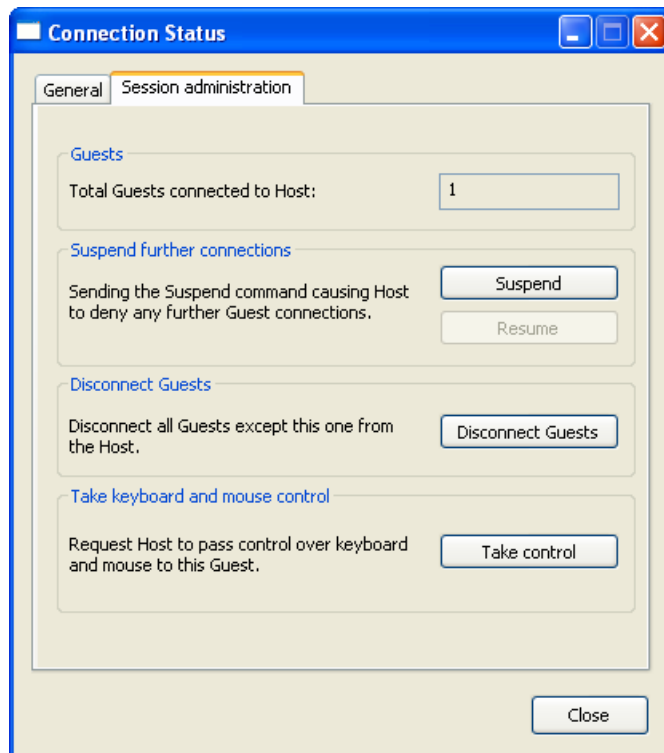 Connection Status
General
Session administration
Guests
Total Guests connected to Host:
1
Suspend further connections
Sending the Suspend command causing Host
to deny any further Guest connections.
Suspend
Resume
Disconnect Guests
Disconnect all Guests except this one from
the Host.
Disconnect Guests
Take keyboard and mouse control
Request Host to pass control over keyboard
and mouse to this Guest.
Take control
Close